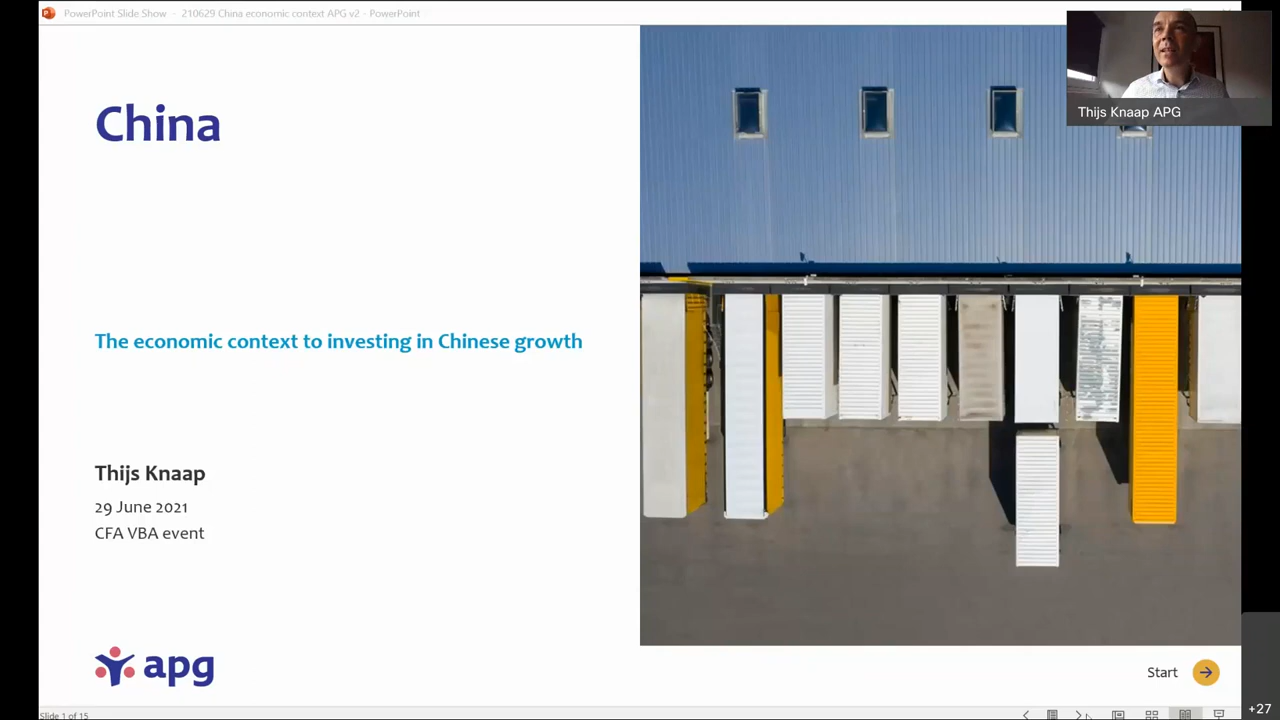 PowerPoint Slide Show - 210629 China economic context APG v2 - PowerPoint
Thijs Knaap APG
China
The economic context to investing in Chinese growth
Thijs Knaap
29 June 2021
CFA VBA event
apg
Start
Slide 1 of 15
+27